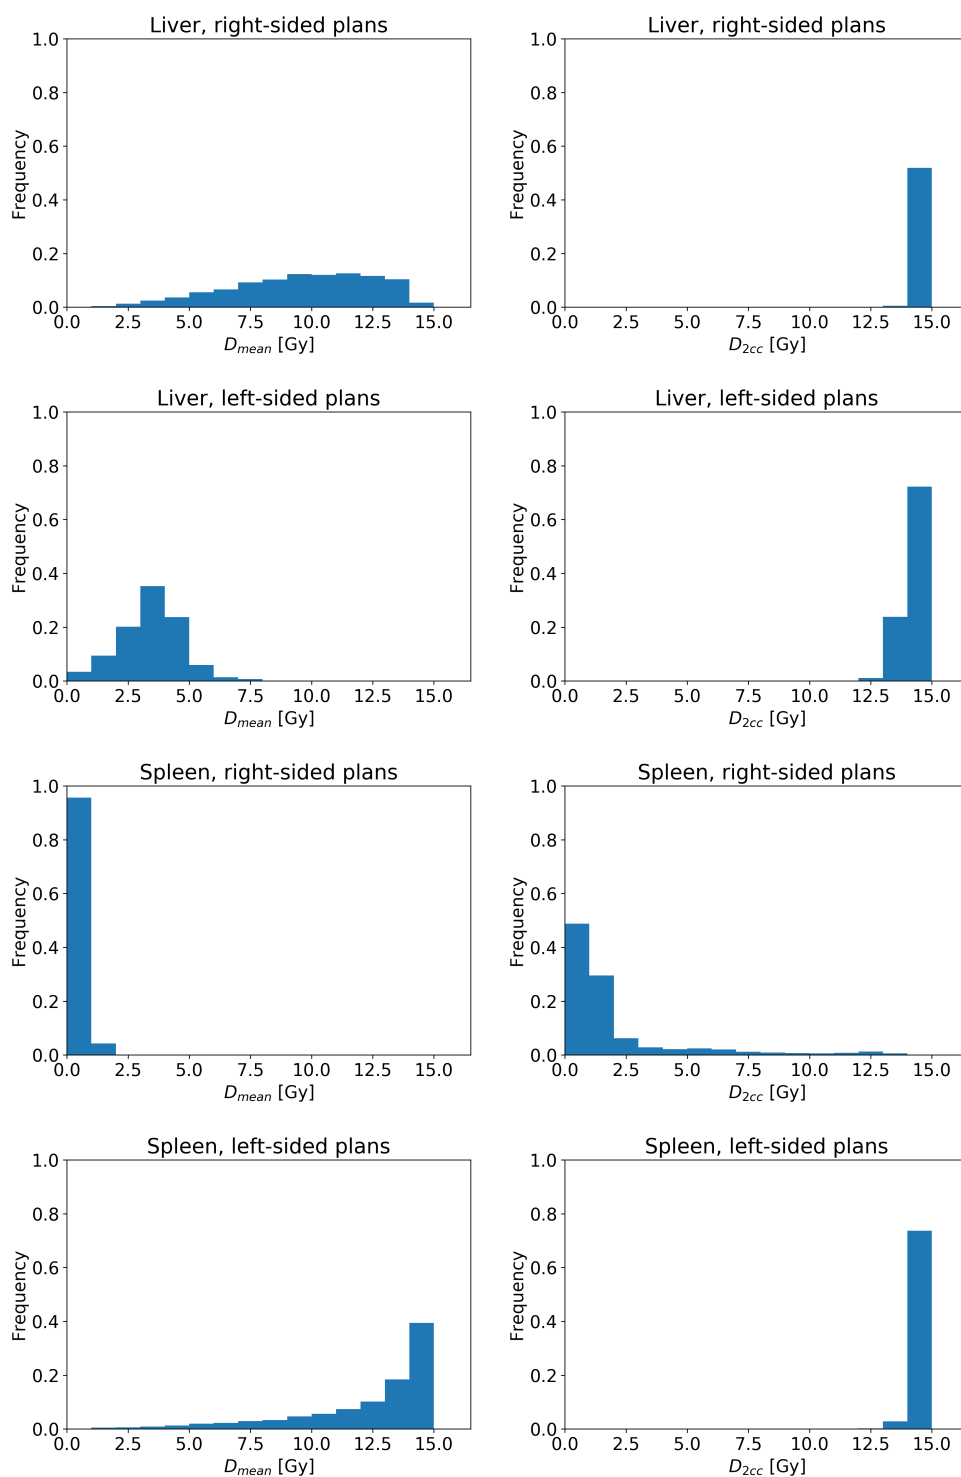 Liver, right-sided plans
1.0
0.8
0.6
0.4
0.2
0.0
Frequency
0.0 2.5 5.0 7.5 10.0 12.5 15.0
D_mean [Gy]
Liver, right-sided plans
1.0
0.8
0.6
0.4
0.2
0.0
Frequency
0.0 2.5 5.0 7.5 10.0 12.5 15.0
D_2cc [Gy]
Liver, left-sided plans
1.0
0.8
0.6
0.4
0.2
0.0
Frequency
0.0 2.5 5.0 7.5 10.0 12.5 15.0
D_mean [Gy]
Liver, left-sided plans
1.0
0.8
0.6
0.4
0.2
0.0
Frequency
0.0 2.5 5.0 7.5 10.0 12.5 15.0
D_2cc [Gy]
Spleen, right-sided plans
1.0
0.8
0.6
0.4
0.2
0.0
Frequency
0.0 2.5 5.0 7.5 10.0 12.5 15.0
D_mean [Gy]
Spleen, right-sided plans
1.0
0.8
0.6
0.4
0.2
0.0
Frequency
0.0 2.5 5.0 7.5 10.0 12.5 15.0
D_2cc [Gy]
Spleen, left-sided plans
1.0
0.8
0.6
0.4
0.2
0.0
Frequency
0.0 2.5 5.0 7.5 10.0 12.5 15.0
D_mean [Gy]
Spleen, left-sided plans
1.0
0.8
0.6
0.4
0.2
0.0
Frequency
0.0 2.5 5.0 7.5 10.0 12.5 15.0
D_2cc [Gy]